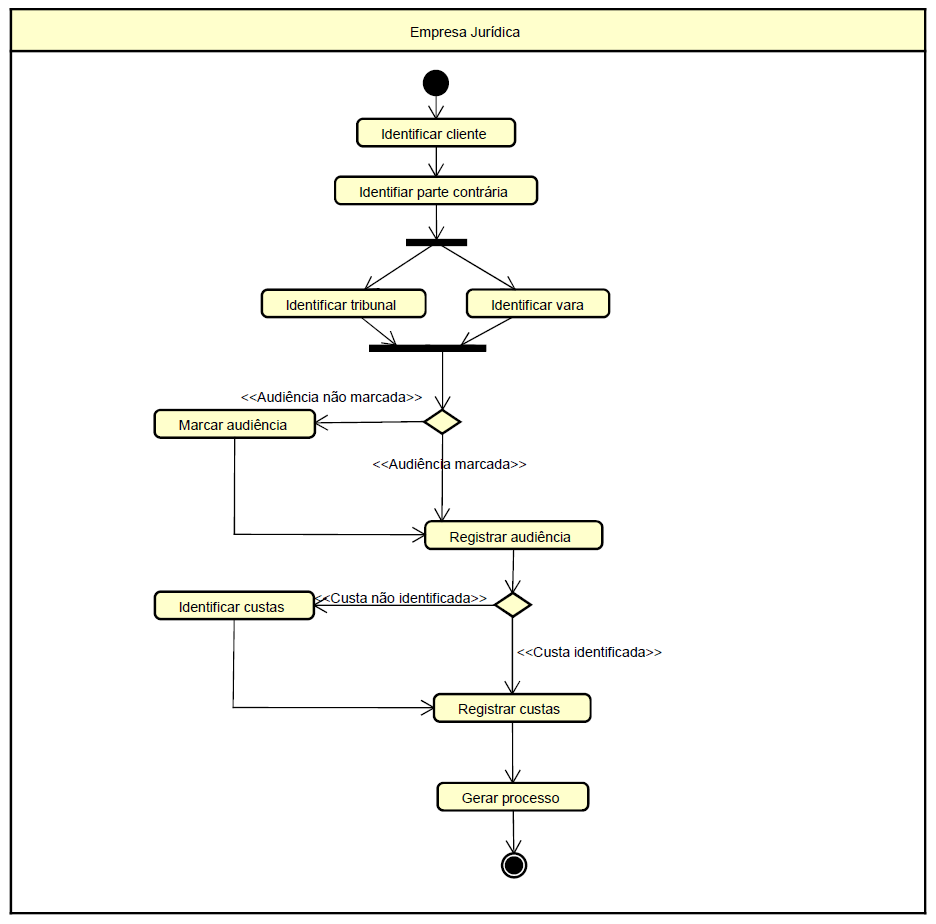 Empresa Jurídica
Identificar cliente
Identifiar parte contrária
Identificar tribunal
Identificar vara
<<Audiência não marcada>>
Marcar audiência
<<Audiência marcada>>
Registrar audiência
<<Custa não identificada>>
Identificar custas
<<Custa identificada>>
Registrar custas
Gerar processo